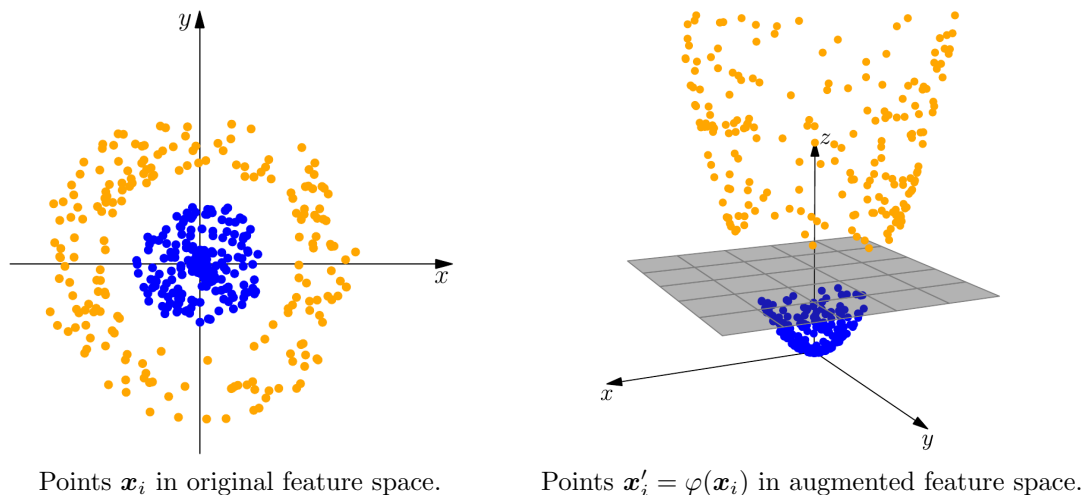 y
x
Points x_i in original feature space.
z
x
y
Points x'_i = φ(x_i) in augmented feature space.